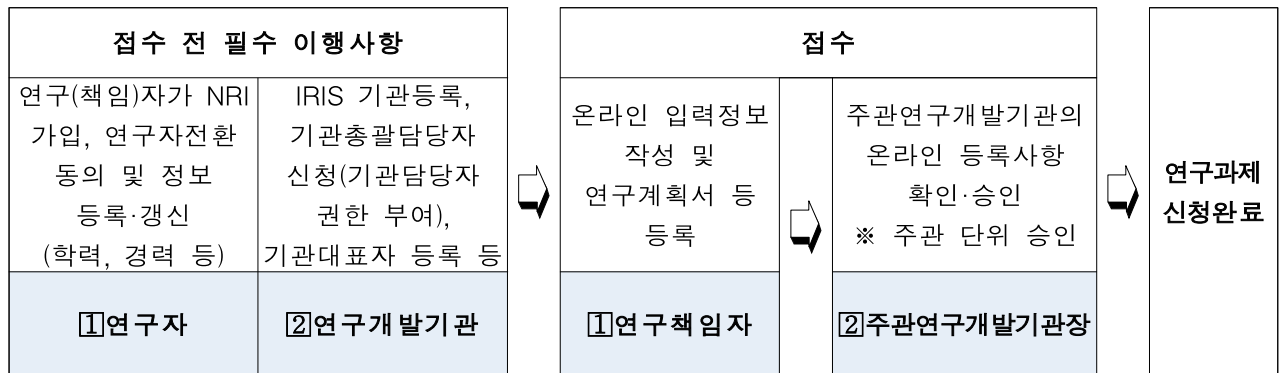 접수 전 필수 이행사항
연구(책임)자가 NRI
가입, 연구자전환
동의 및 정보
등록·갱신
(학력, 경력 등)
1연구자
IRIS 기관등록,
기관총괄담당자
신청(기관담당자
권한 부여),
기관대표자 등록 등
2연구개발기관
접수
온라인 입력정보
작성 및
연구계획서 등
등록
1연구책임자
주관연구개발기관의
온라인 등록사항
확인·승인
※ 주관 단위 승인
2주관연구개발기관장
연구과제
신청완료